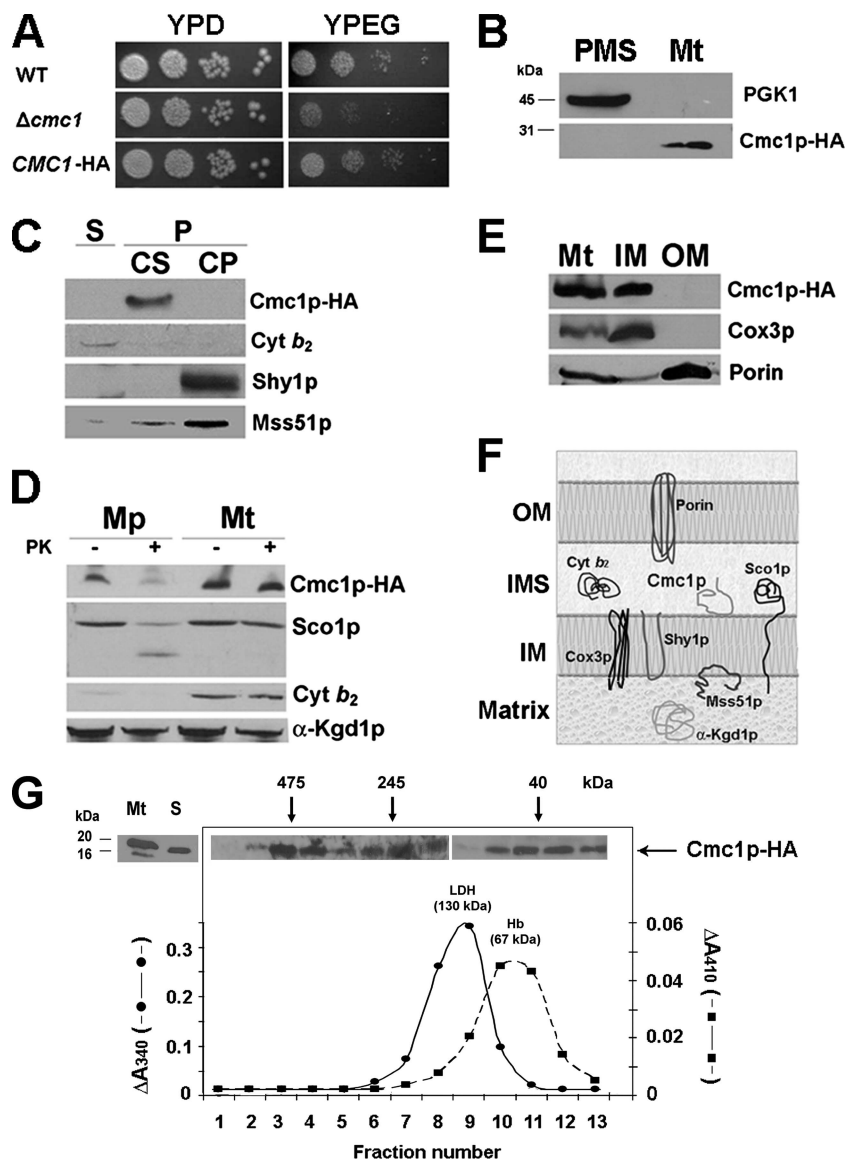 A
YPD YPEG
WT
Δcmc1
CMC1-HA
B
PMS Mt
kDa
45
31
PGK1
Cmc1p-HA
C
S P
CS CP
Cmc1p-HA
Cyt b2
Shy1p
Mss51p
E
Mt IM OM
Cmc1p-HA
Cox3p
Porin
D
Mp Mt
PK - + - +
Cmc1p-HA
Sco1p
Cyt b2
α-Kgd1p
F
OM
IMS
IM
Matrix
Porin
Cyt b2
Cmc1p
Sco1p
Cox3p
Shy1p
Mss51p
α-Kgd1p
G
475 245 40 kDa
kDa
Mt S
20
16
Cmc1p-HA
LDH
(130 kDa)
Hb
(67 kDa)
0.3
0.2
0.1
0
ΔA340 (-●—●-)
0.06
0.04
0.02
0
ΔA410 (-■—■-)
1 2 3 4 5 6 7 8 9 10 11 12 13
Fraction number